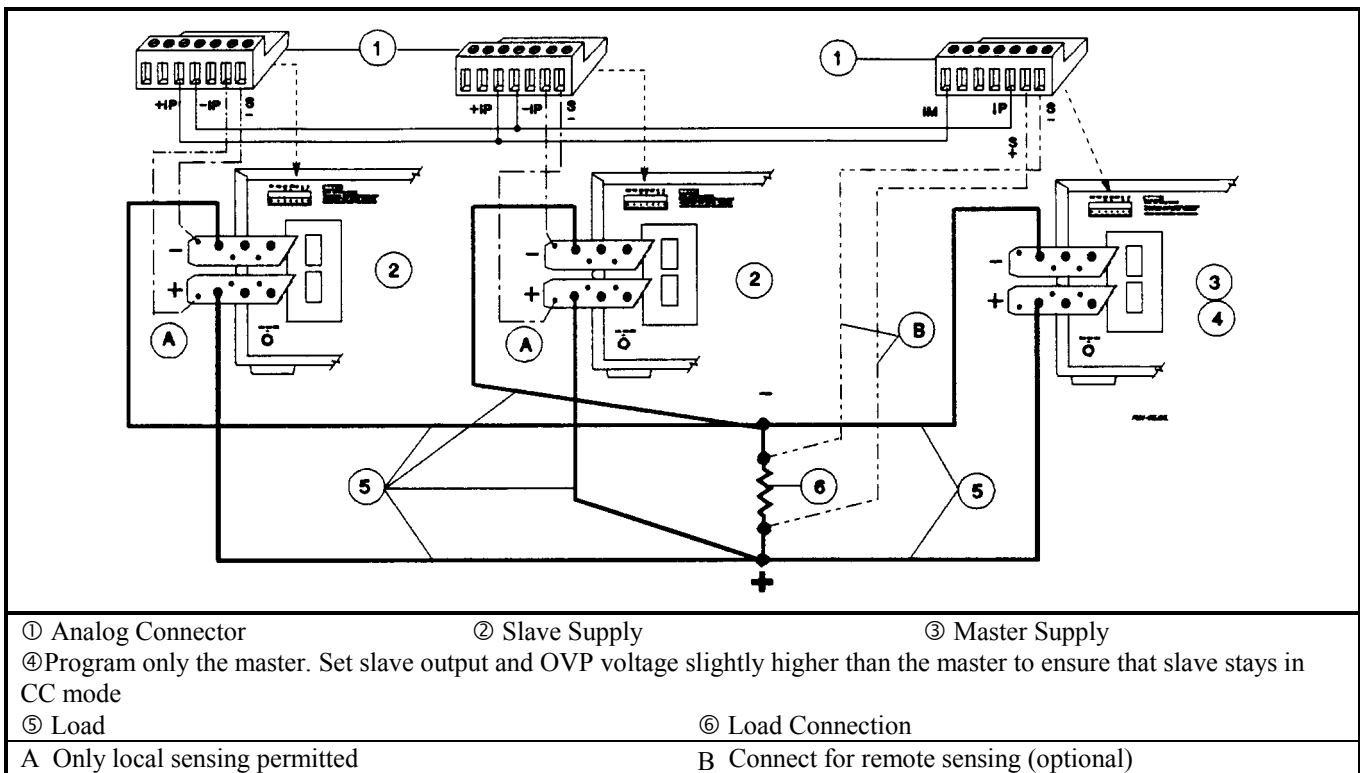 1
1
+IP -IP S -
+IP -IP S -
IM ↓P S -
S +
2
2
3
4
-
+
-
+
-
+
A
A
B
-
5
6
5
+
① Analog Connector ② Slave Supply ③ Master Supply
④Program only the master. Set slave output and OVP voltage slightly higher than the master to ensure that slave stays in
CC mode
⑤ Load ⑥ Load Connection
A Only local sensing permitted B Connect for remote sensing (optional)